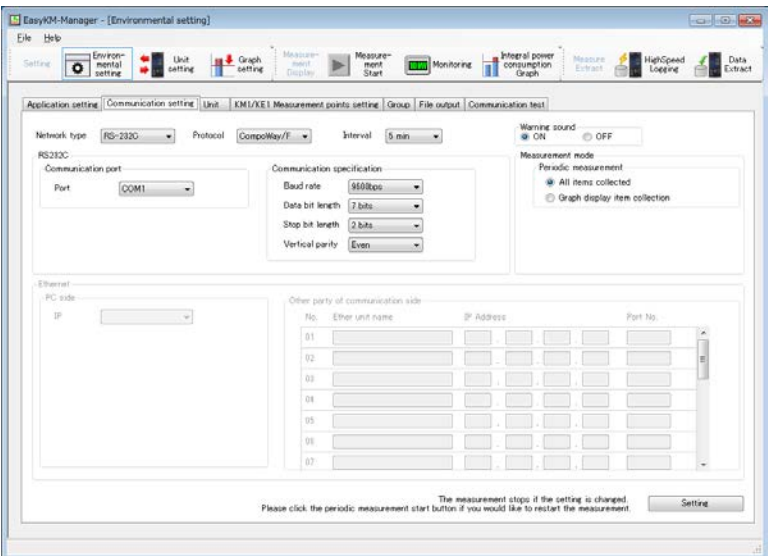 EasyKM-Manager - [Environmental setting]
File Help
Setting
Environ-
mental
setting
Unit
setting
Graph
setting
Measure-
ment
Display
Measure-
ment
Start
Monitoring
Integral power
consumption
Graph
Measure
Extract
HighSpeed
Logging
Data
Extract
Application setting Communication setting Unit KM1/KE1 Measurement points setting Group File output Communication test
Network type RS-232C Protocol CompoWay/F Interval 5 min
Warning sound
ON OFF
RS232C
Communication port
Port COM1
Communication specification
Baud rate 9600bps
Data bit length 7 bits
Stop bit length 2 bits
Vertical parity Even
Measurement mode
Periodic measurement
All items collected
Graph display item collection
Ethernet
PC side
IP
Other party of communication side
No. Ether unit name IP Address Port No.
01
02
03
04
05
06
07
The measurement stops if the setting is changed.
Please click the periodic measurement start button if you would like to restart the measurement.
Setting